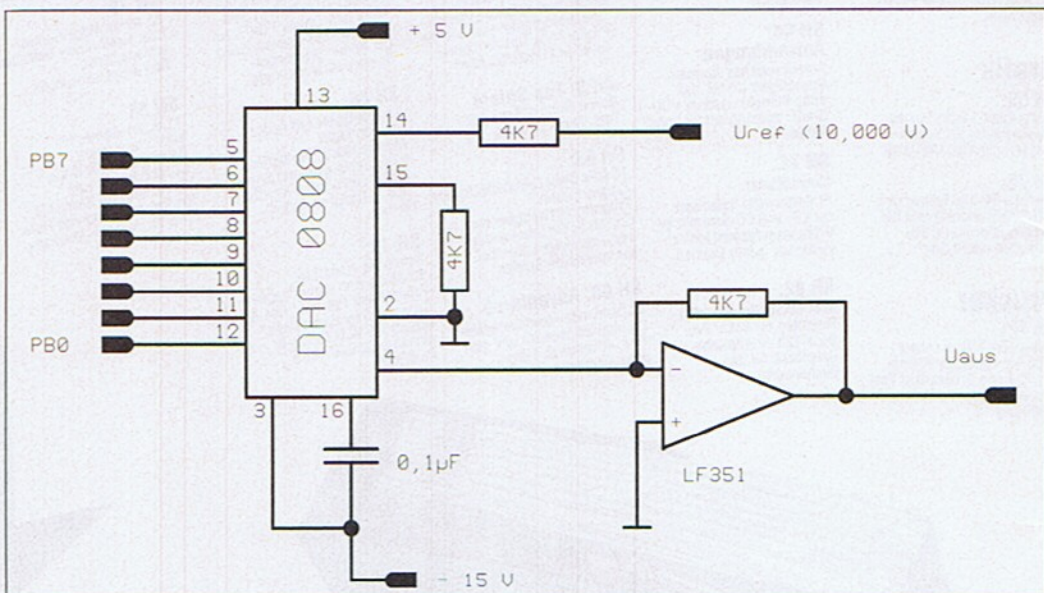 + 5 V
13
14
4K7
Uref (10,000 V)
PB7
5
6
7
8
9
10
11
12
PB0
DAC 0808
15
4K7
2
4
4K7
-
+
LF351
Uaus
3
16
0,1µF
- 15 V